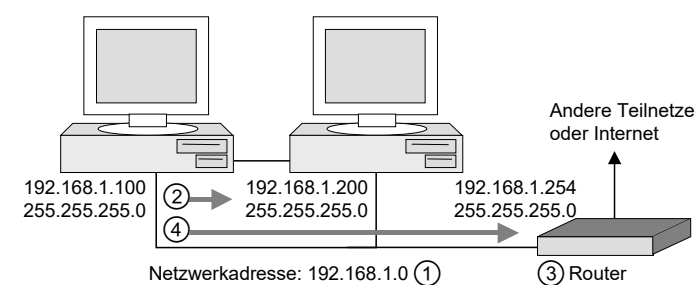 Andere Teilnetze
oder Internet
192.168.1.100
255.255.255.0
②
192.168.1.200
255.255.255.0
192.168.1.254
255.255.255.0
④
Netzwerkadresse: 192.168.1.0 ①
③ Router